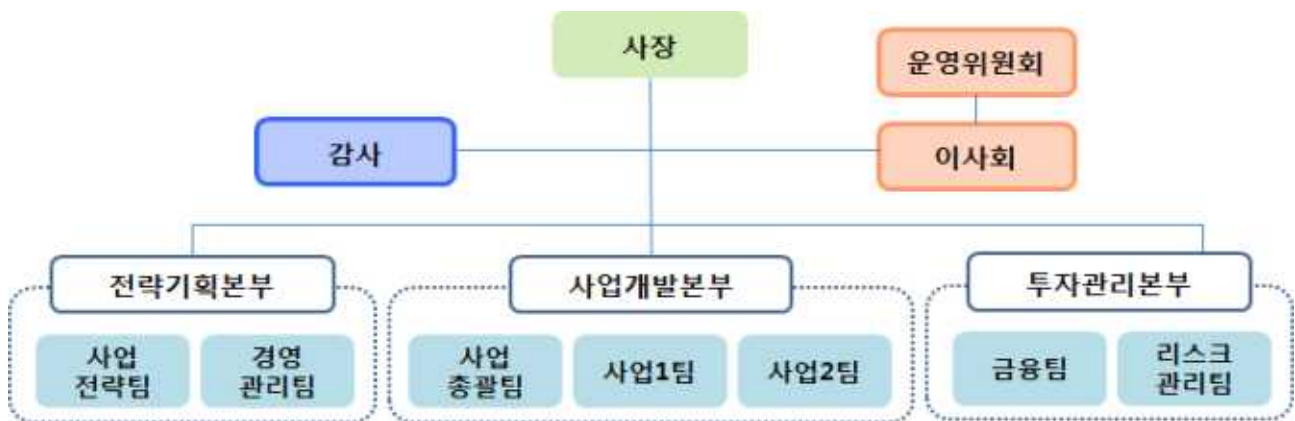 사장
운영위원회
감사
이사회
전략기획본부
사업개발본부
투자관리본부
사업
전략팀
경영
관리팀
사업
총괄팀
사업1팀
사업2팀
금융팀
리스크
관리팀